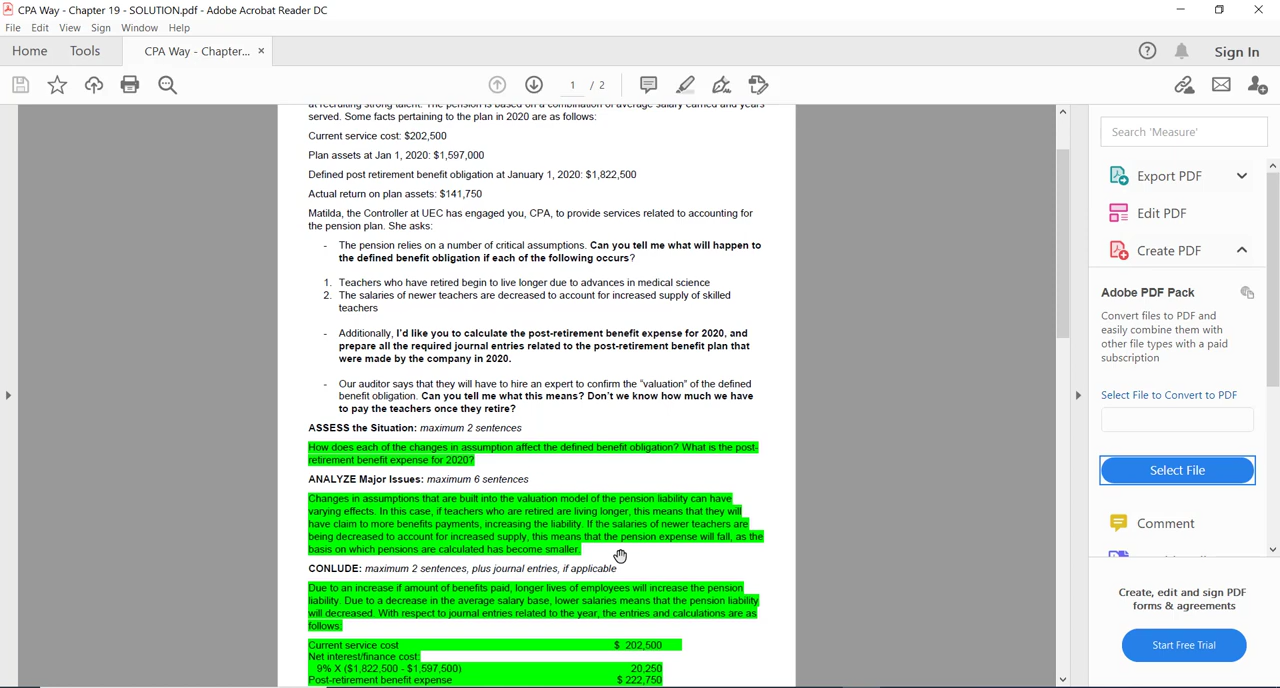 CPA Way - Chapter 19 - SOLUTION.pdf - Adobe Acrobat Reader DC
File Edit View Sign Window Help
Home Tools CPA Way - Chapter... × Sign In
1 / 2
at recruiting strong talent. The pension is based on a combination of average salary earned and years
served. Some facts pertaining to the plan in 2020 are as follows:
Current service cost: $202,500
Plan assets at Jan 1, 2020: $1,597,000
Defined post retirement benefit obligation at January 1, 2020: $1,822,500
Actual return on plan assets: $141,750
Matilda, the Controller at UEC has engaged you, CPA, to provide services related to accounting for
the pension plan. She asks:
- The pension relies on a number of critical assumptions. Can you tell me what will happen to
the defined benefit obligation if each of the following occurs?
1. Teachers who have retired begin to live longer due to advances in medical science
2. The salaries of newer teachers are decreased to account for increased supply of skilled
teachers
- Additionally, I'd like you to calculate the post-retirement benefit expense for 2020, and
prepare all the required journal entries related to the post-retirement benefit plan that
were made by the company in 2020.
- Our auditor says that they will have to hire an expert to confirm the "valuation" of the defined
benefit obligation. Can you tell me what this means? Don't we know how much we have
to pay the teachers once they retire?
ASSESS the Situation: maximum 2 sentences
How does each of the changes in assumption affect the defined benefit obligation? What is the post-
retirement benefit expense for 2020?
ANALYZE Major Issues: maximum 6 sentences
Changes in assumptions that are built into the valuation model of the pension liability can have
varying effects. In this case, if teachers who are retired are living longer, this means that they will
have claim to more benefits payments, increasing the liability. If the salaries of newer teachers are
being decreased to account for increased supply, this means that the pension expense will fall, as the
basis on which pensions are calculated has become smaller.
CONLUDE: maximum 2 sentences, plus journal entries, if applicable
Due to an increase if amount of benefits paid, longer lives of employees will increase the pension
liability. Due to a decrease in the average salary base, lower salaries means that the pension liability
will decreased. With respect to journal entries related to the year, the entries and calculations are as
follows:
Current service cost $ 202,500
Net interest/finance cost:
9% X ($1,822,500 - $1,597,500) 20,250
Post-retirement benefit expense $ 222,750
Search 'Measure'
Export PDF
Edit PDF
Create PDF
Adobe PDF Pack
Convert files to PDF and
easily combine them with
other file types with a paid
subscription
Select File to Convert to PDF
Select File
Comment
Create, edit and sign PDF
forms & agreements
Start Free Trial